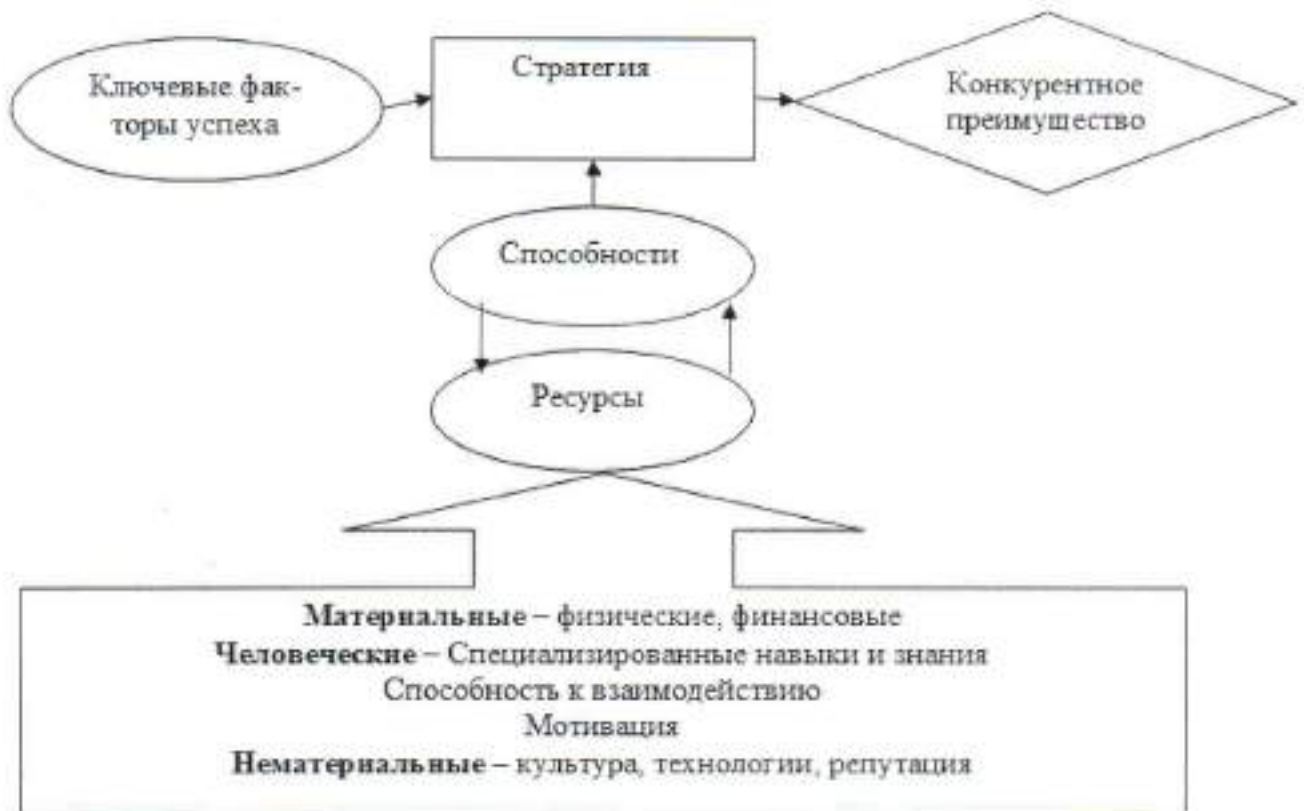 Ключевые фак-
торы успеха
Стратегия
Конкурентное
преимущество
Способности
Ресурсы
Материальные – физические, финансовые
Человеческие – Специализированные навыки и знания
Способность к взаимодействию
Мотивация
Нематериальные – культура, технологии, репутация